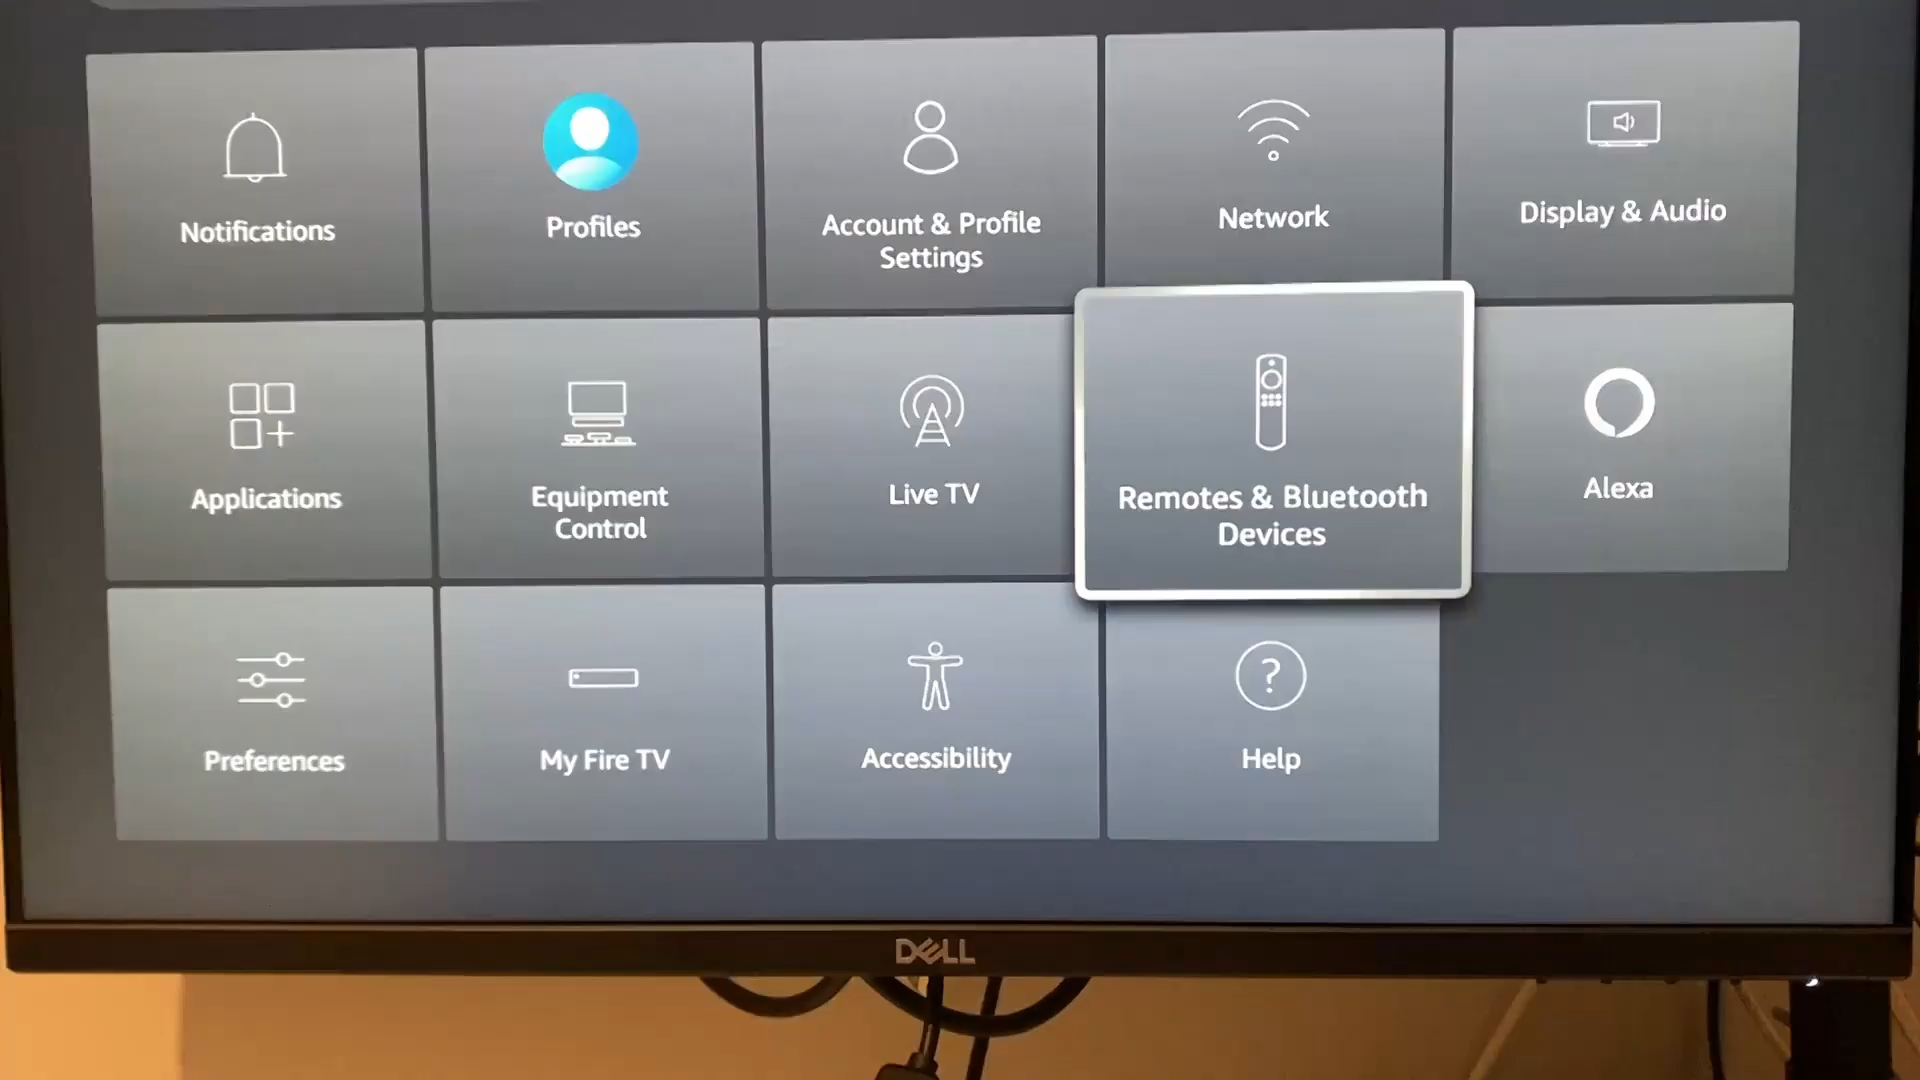 Notifications
Profiles
Account & Profile
Settings
Network
Display & Audio
Applications
Equipment
Control
Live TV
Remotes & Bluetooth
Devices
Alexa
Preferences
My Fire TV
Accessibility
?
Help
DELL